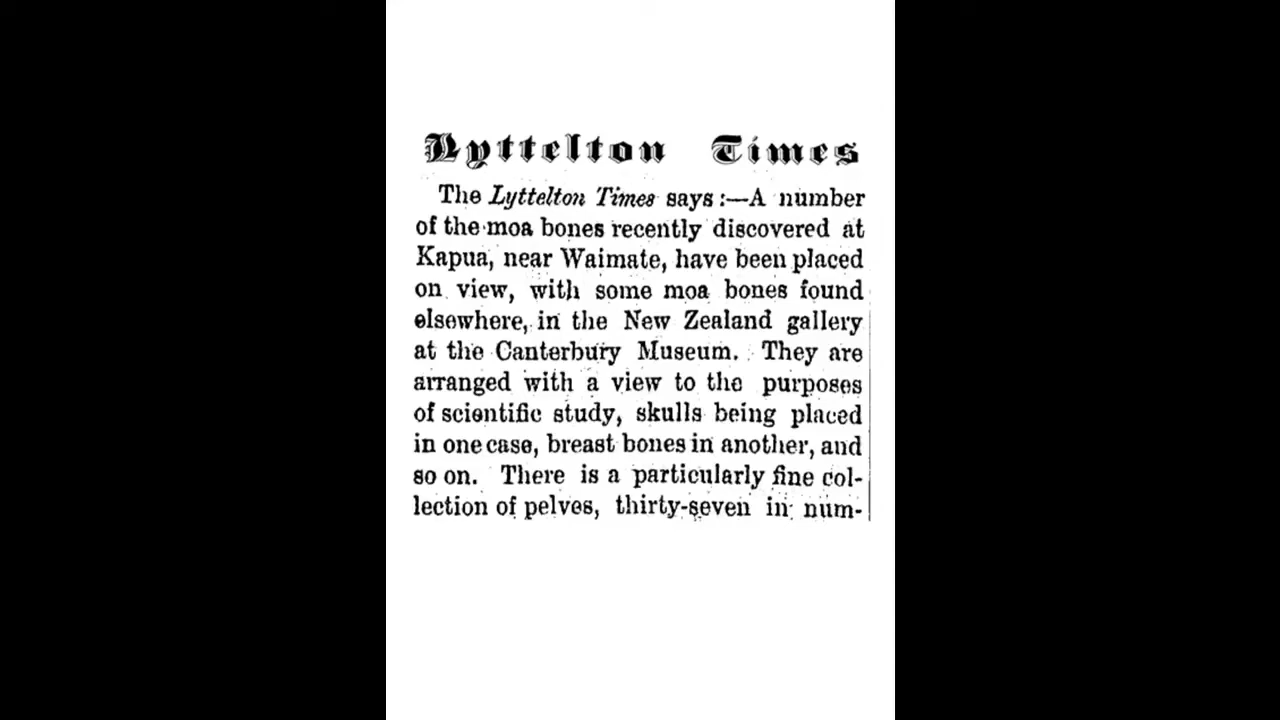 Lyttelton Times
The Lyttelton Times says :—A number
of the moa bones recently discovered at
Kapua, near Waimate, have been placed
on view, with some moa bones found
elsewhere, in the New Zealand gallery
at the Canterbury Museum. They are
arranged with a view to the purposes
of scientific study, skulls being placed
in one case, breast bones in another, and
so on. There is a particularly fine col-
lection of pelves, thirty-seven in num-